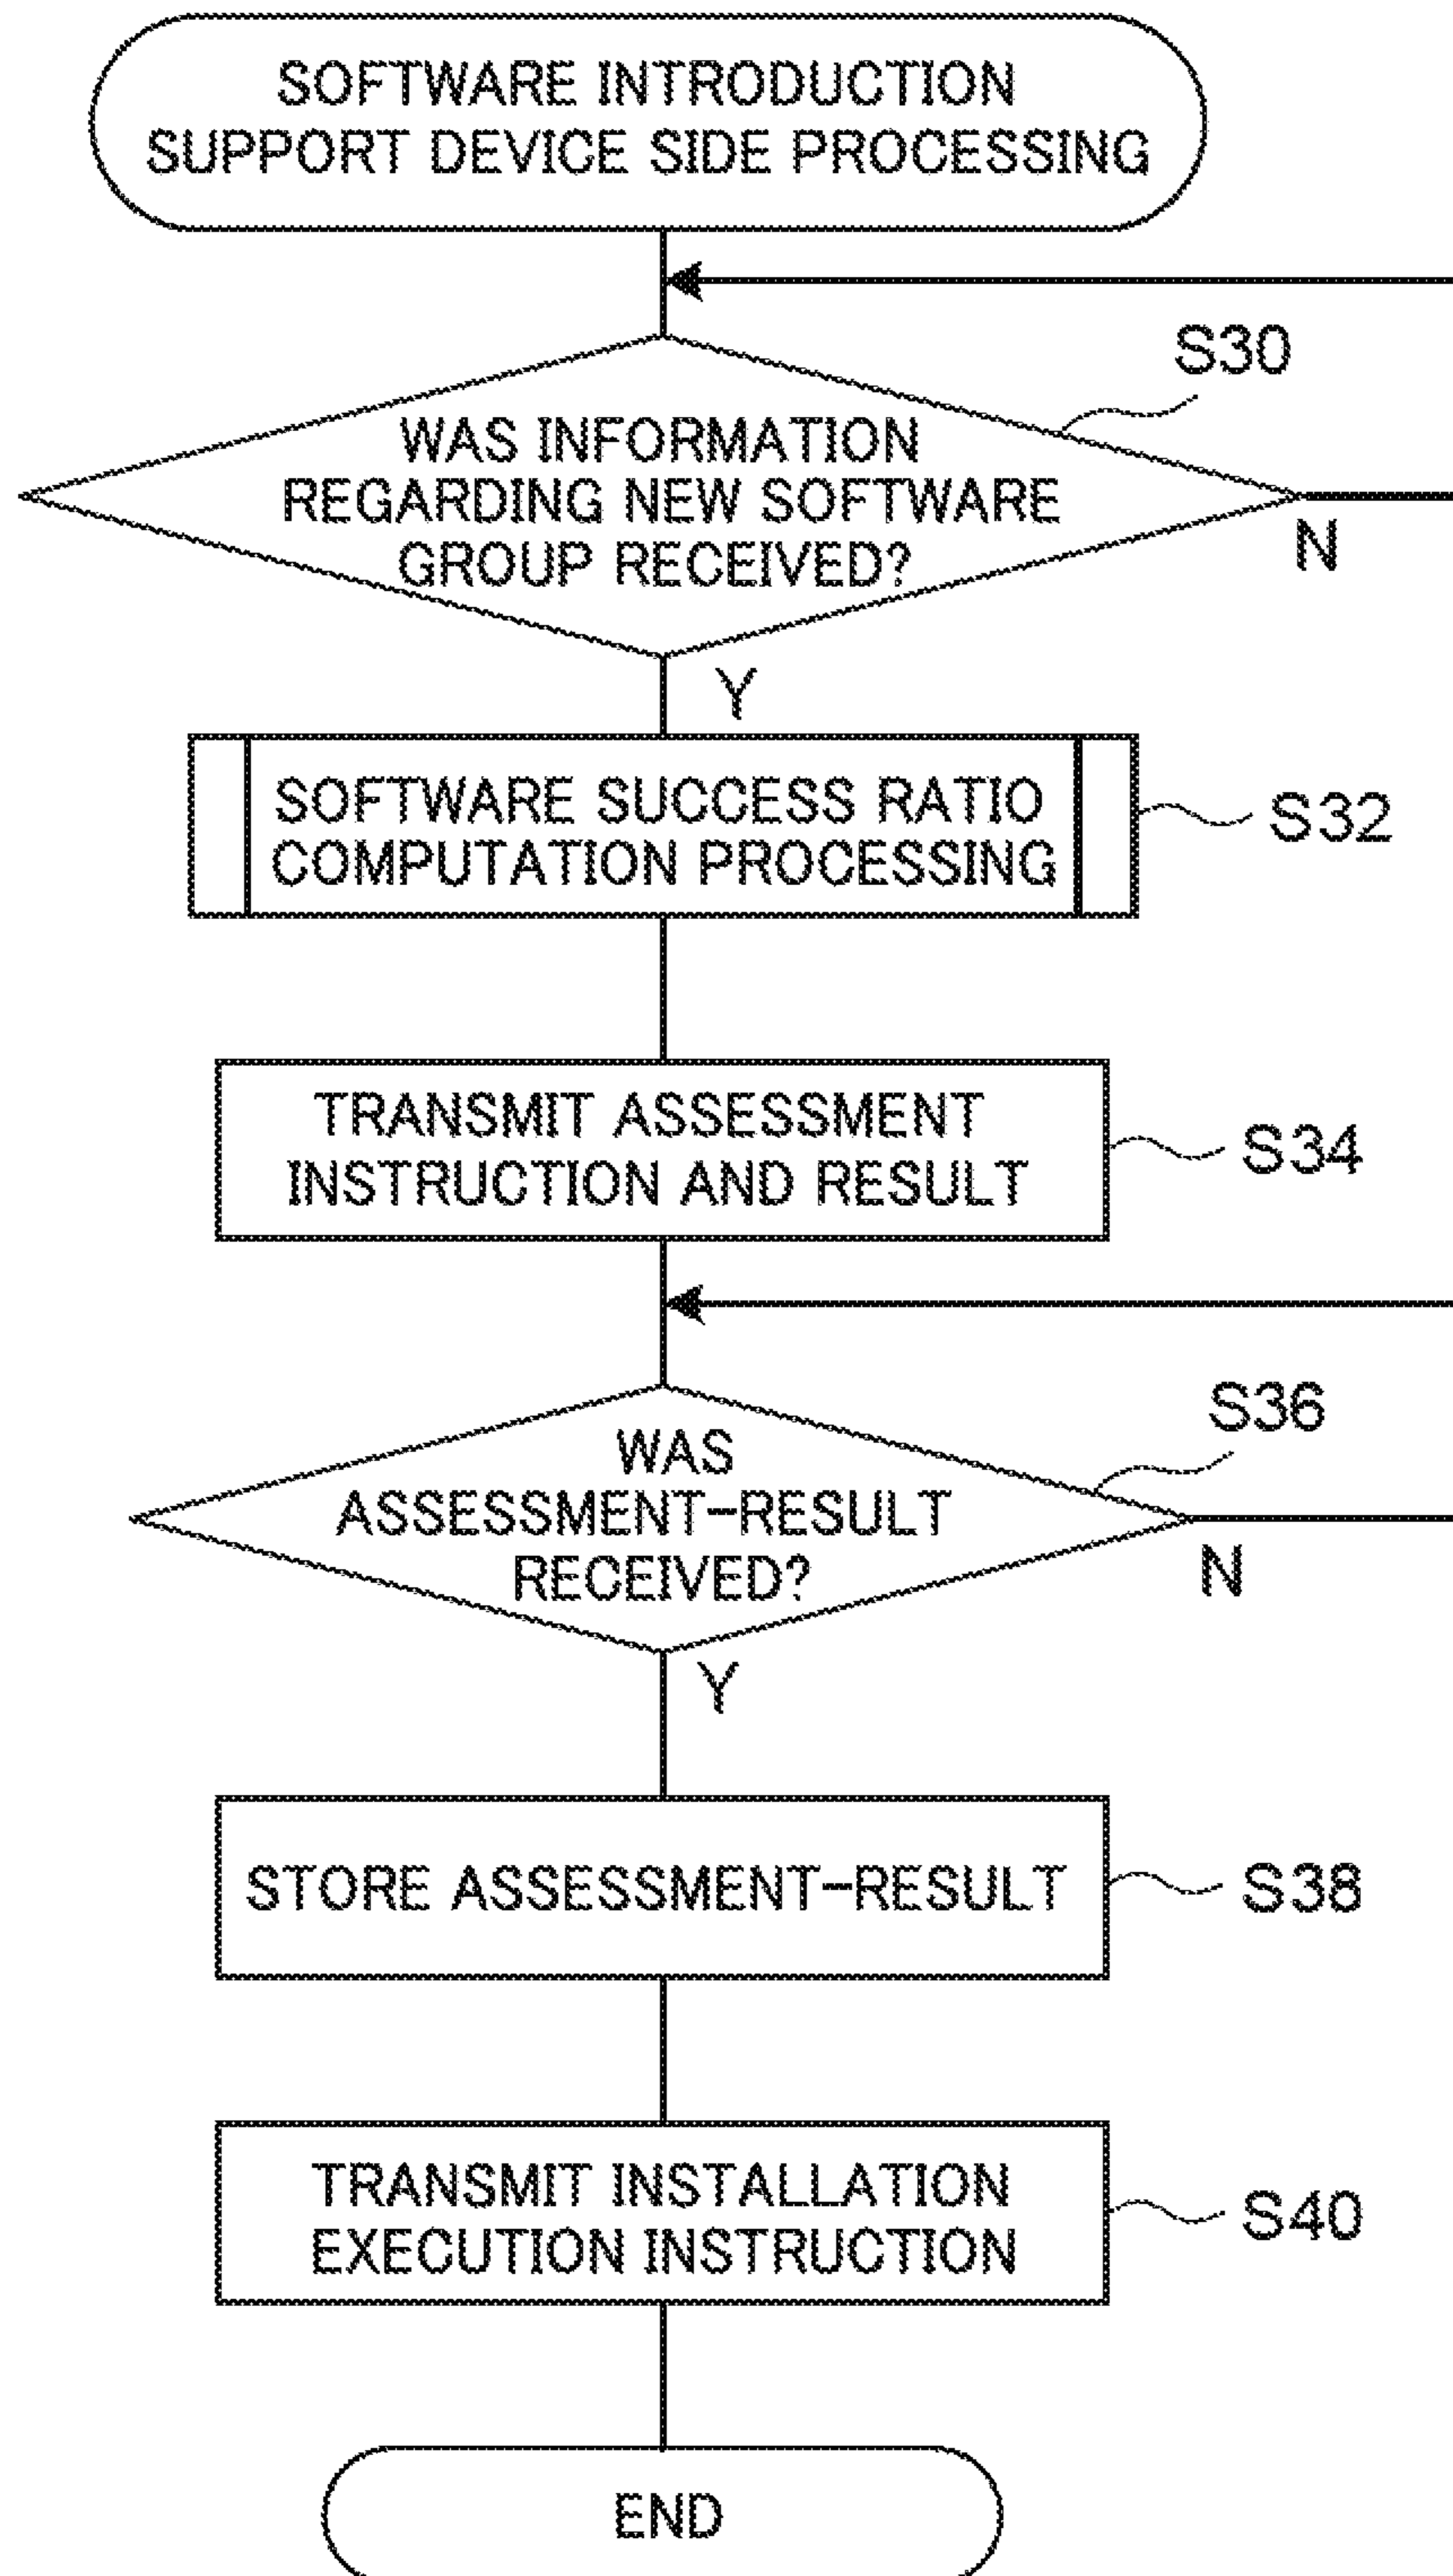 SOFTWARE INTRODUCTION
SUPPORT DEVICE SIDE PROCESSING
S30
WAS INFORMATION
REGARDING NEW SOFTWARE
GROUP RECEIVED?
N
Y
SOFTWARE SUCCESS RATIO
COMPUTATION PROCESSING
S32
TRANSMIT ASSESSMENT
INSTRUCTION AND RESULT
S34
S36
WAS
ASSESSMENT-RESULT
RECEIVED?
N
Y
STORE ASSESSMENT-RESULT
S38
TRANSMIT INSTALLATION
EXECUTION INSTRUCTION
S40
END